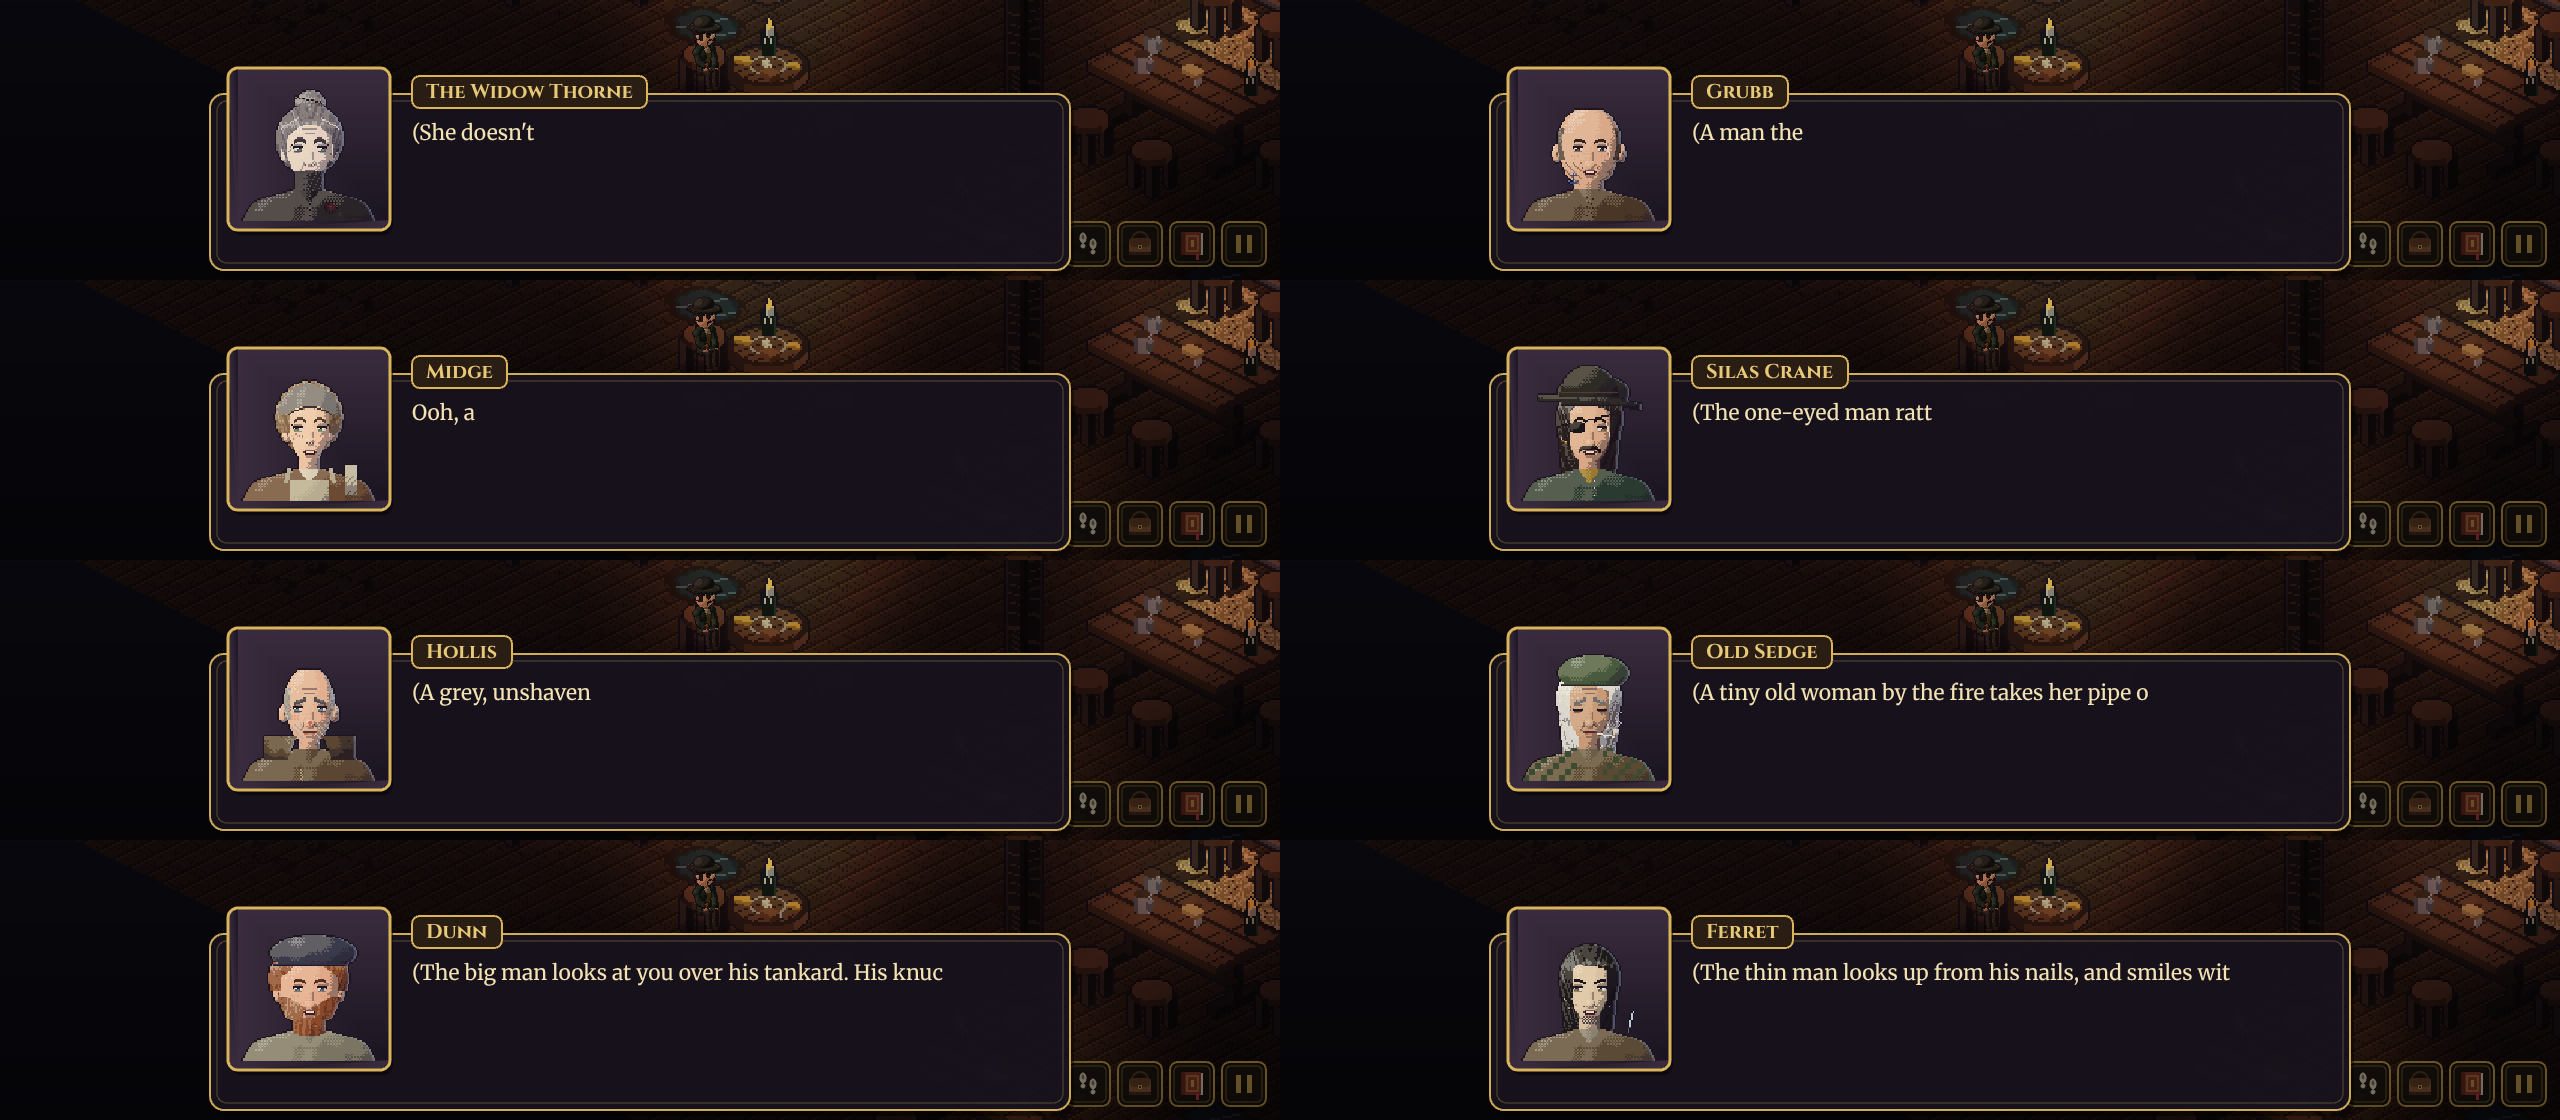 The Widow Thorne
(She doesn't
Grubb
(A man the
Midge
Ooh, a
Silas Crane
(The one-eyed man ratt
Hollis
(A grey, unshaven
Old Sedge
(A tiny old woman by the fire takes her pipe o
Dunn
(The big man looks at you over his tankard. His knuc
Ferret
(The thin man looks up from his nails, and smiles wit